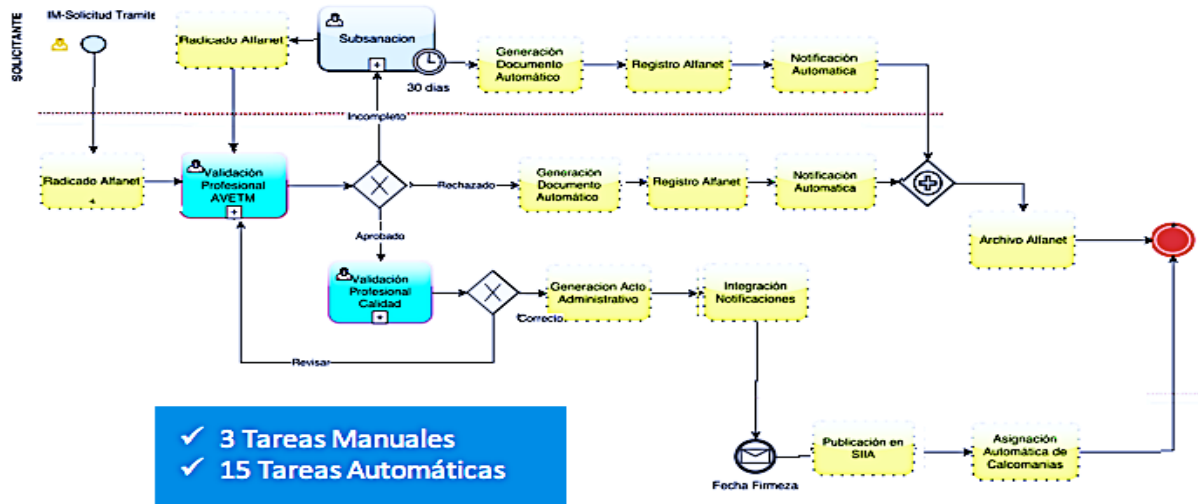 SOLICITANTE
IM-Solicitud Tramite
Radicado Alfanet
Subsanacion
30 dias
Generación
Documento
Automático
Registro Alfanet
Notificación
Automatica
Incompleto
Radicado Alfanet
Validación
Profesional
AVETM
Rechazado
Generación
Documento
Automático
Registro Alfanet
Notificación
Automatica
Archivo Alfanet
Aprobado
Validación
Profesional
Calidad
Correcto
Generacion Acto
Administrativo
Integración
Notificaciones
Revisar
Fecha Firmeza
Publicación en
SIIA
Asignación
Automática de
Calcomanias
✓ 3 Tareas Manuales
✓ 15 Tareas Automáticas